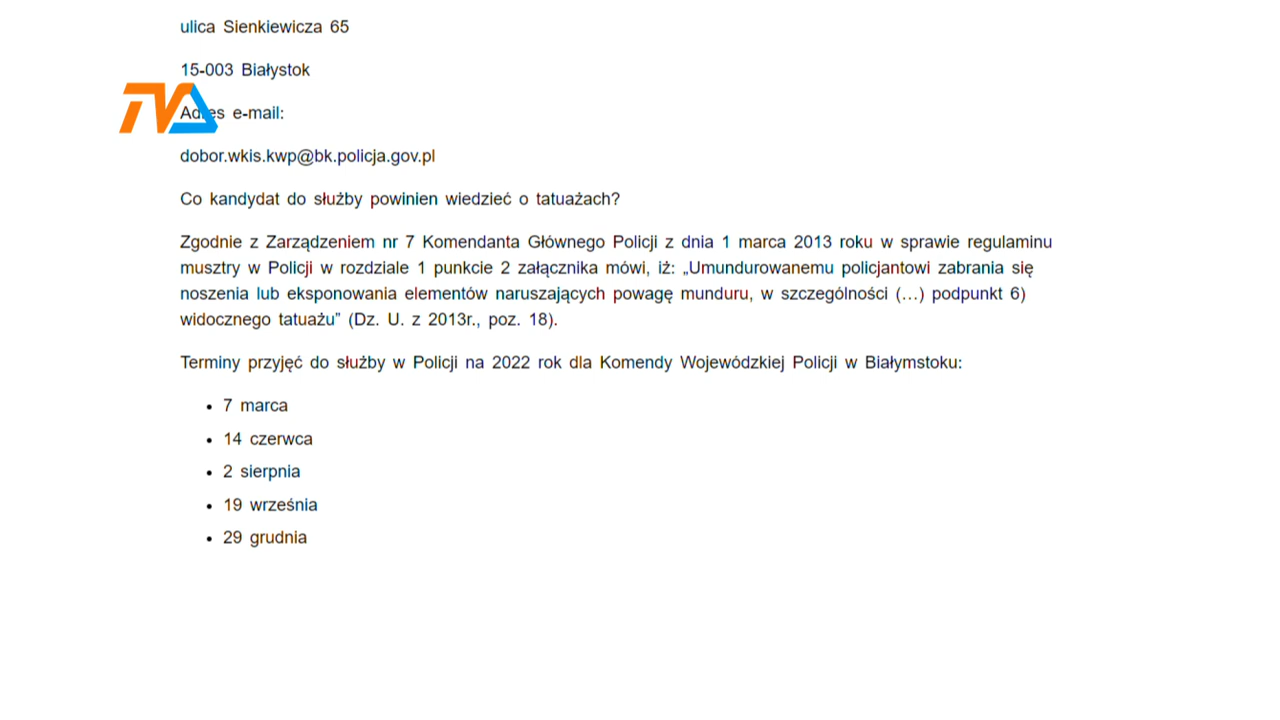 ulica Sienkiewicza 65
15-003 Białystok
TVA
Adres e-mail:
dobor.wkis.kwp@bk.policja.gov.pl
Co kandydat do służby powinien wiedzieć o tatuażach?
Zgodnie z Zarządzeniem nr 7 Komendanta Głównego Policji z dnia 1 marca 2013 roku w sprawie regulaminu
musztry w Policji w rozdziale 1 punkcie 2 załącznika mówi, iż: „Umundurowanemu policjantowi zabrania się
noszenia lub eksponowania elementów naruszających powagę munduru, w szczególności (…) podpunkt 6)
widocznego tatuażu” (Dz. U. z 2013r., poz. 18).
Terminy przyjęć do służby w Policji na 2022 rok dla Komendy Wojewódzkiej Policji w Białymstoku:
• 7 marca
• 14 czerwca
• 2 sierpnia
• 19 września
• 29 grudnia